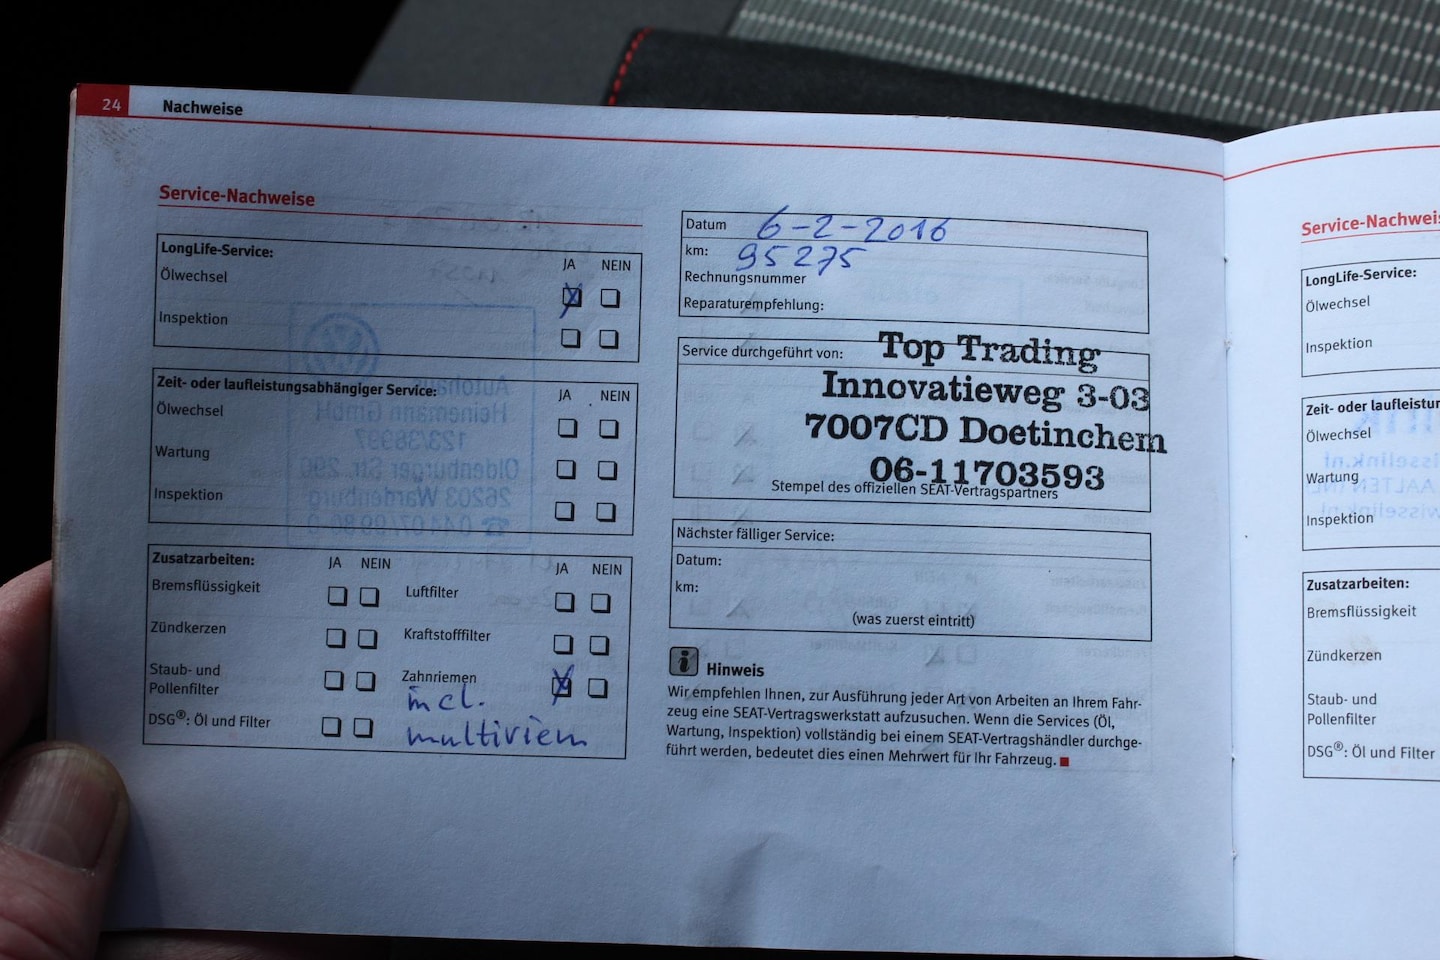 24 Nachweise
Service-Nachweise
LongLife-Service:
JA NEIN
Ölwechsel
Inspektion
Zeit- oder laufleistungsabhängiger Service:
JA NEIN
Ölwechsel
Wartung
Inspektion
Zusatzarbeiten:
JA NEIN
JA NEIN
Bremsflüssigkeit
Luftfilter
Zündkerzen
Kraftstofffilter
Staub- und
Pollenfilter
Zahnriemen
incl.
multiriem
DSG®: Öl und Filter
Datum 6-2-2016
km: 95275
Rechnungsnummer
Reparaturempfehlung:
Service durchgeführt von:
Top Trading
Innovatieweg 3-03
7007CD Doetinchem
06-11703593
Stempel des offiziellen SEAT-Vertragspartners
Nächster fälliger Service:
Datum:
km:
(was zuerst eintritt)
i Hinweis
Wir empfehlen Ihnen, zur Ausführung jeder Art von Arbeiten an Ihrem Fahr-
zeug eine SEAT-Vertragswerkstatt aufzusuchen. Wenn die Services (Öl,
Wartung, Inspektion) vollständig bei einem SEAT-Vertragshändler durchge-
führt werden, bedeutet dies einen Mehrwert für Ihr Fahrzeug.
Service-Nachweis
LongLife-Service:
Ölwechsel
Inspektion
Zeit- oder laufleistun
Ölwechsel
Wartung
Inspektion
Zusatzarbeiten:
Bremsflüssigkeit
Zündkerzen
Staub- und
Pollenfilter
DSG®: Öl und Filter